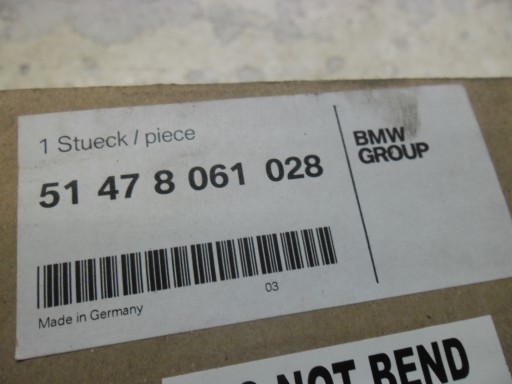 1 Stueck / piece
51 47 8 061 028
03
Made in Germany
BMW
GROUP
NOT BEND